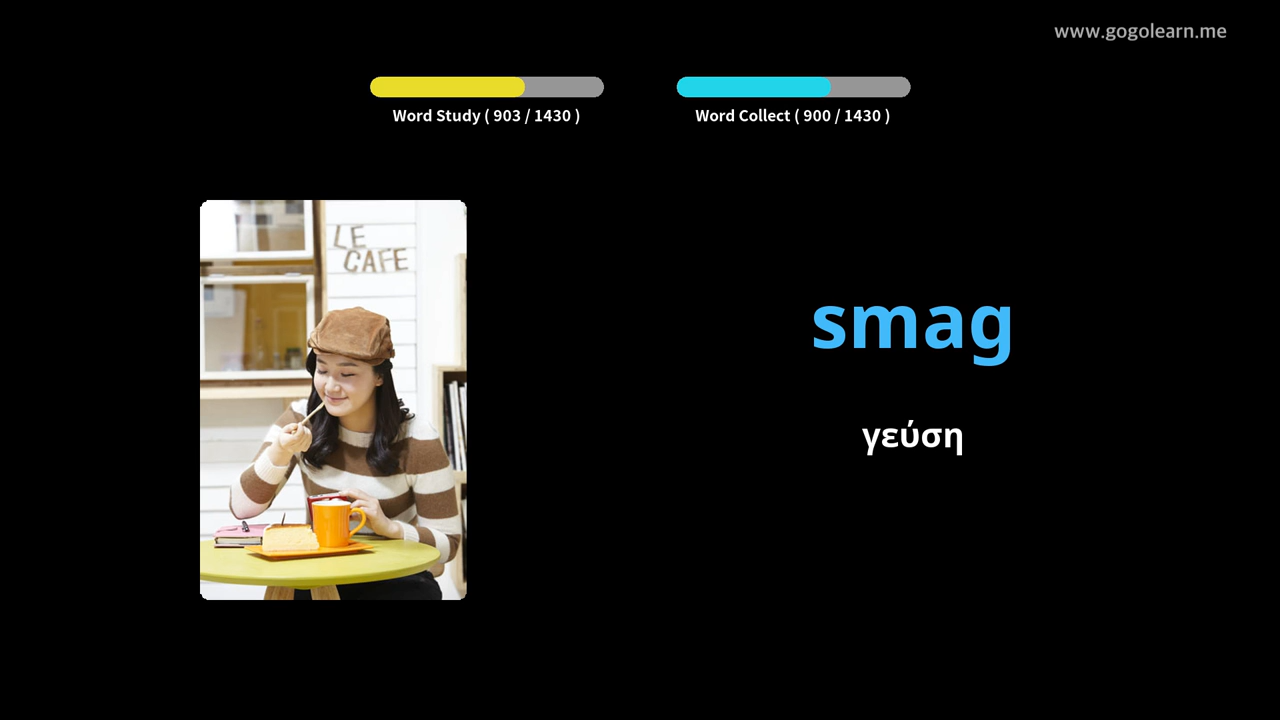 www.gogolearn.me
Word Study ( 903 / 1430 )
Word Collect ( 900 / 1430 )
LE
CAFE
smag
γεύση